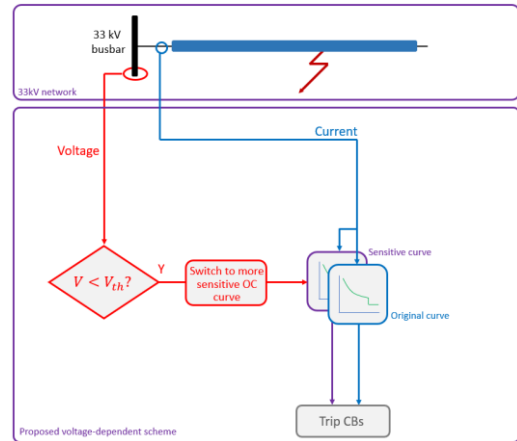 33 kV
busbar
33kV network
Current
Voltage
Sensitive curve
V < Vth?
Y
Switch to more
sensitive OC
curve
Original curve
Trip CBs
Proposed voltage-dependent scheme